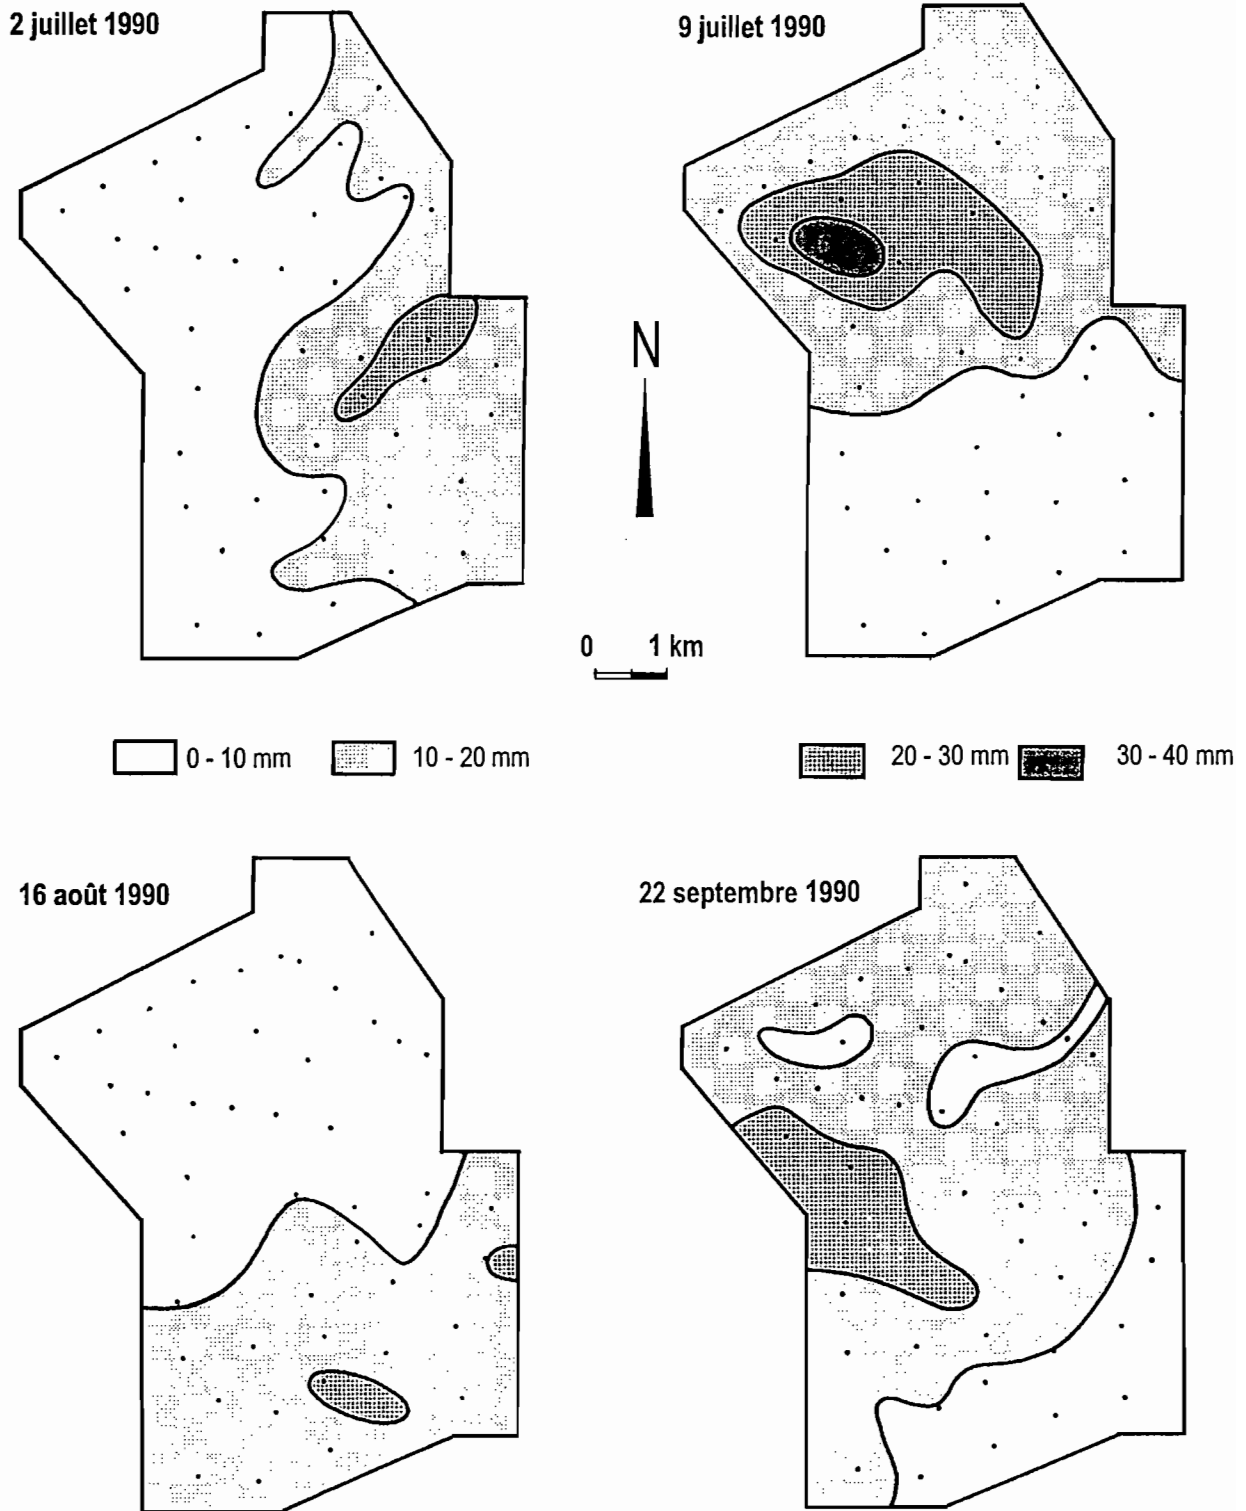 2 juillet 1990
9 juillet 1990
N
0 1 km
0 - 10 mm
10 - 20 mm
20 - 30 mm
30 - 40 mm
16 août 1990
22 septembre 1990